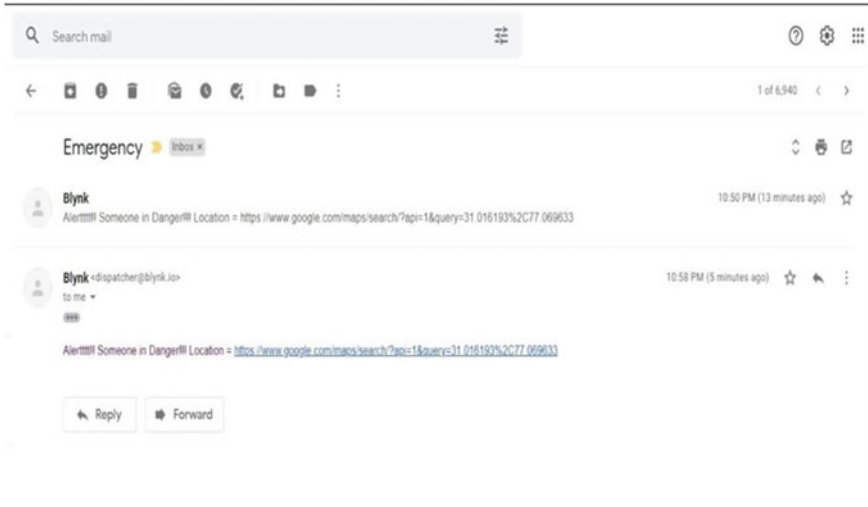 Search mail
1 of 6,940
Emergency Inbox ×
Blynk 10:50 PM (13 minutes ago)
Alerttttt!!! Someone in Danger!!!! Location = https://www.google.com/maps/search/?api=1&query=31.016193%2C77.069633
Blynk <dispatcher@blynk.io> 10:58 PM (5 minutes ago)
to me
Alerttttt!!! Someone in Danger!!!! Location = https://www.google.com/maps/search/?api=1&query=31.016193%2C77.069633
Reply Forward